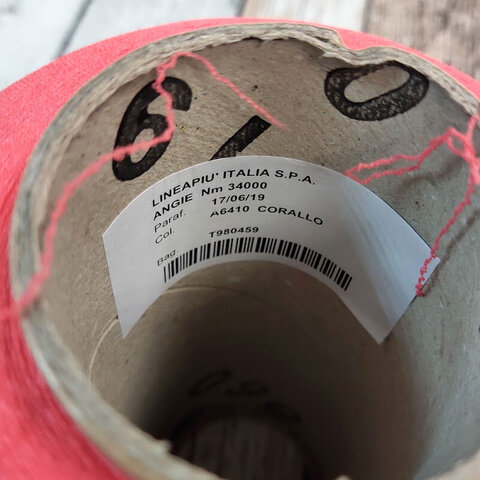 LINEAPIU' ITALIA S.P.A.
ANGIE Nm 34000
Paraf. 17/06/19
Col. A6410 CORALLO
Bag T980459